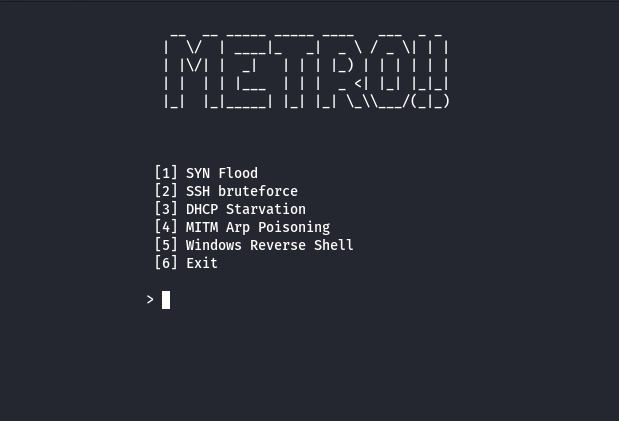 METRO!!
[1] SYN Flood
[2] SSH bruteforce
[3] DHCP Starvation
[4] MITM Arp Poisoning
[5] Windows Reverse Shell
[6] Exit
>